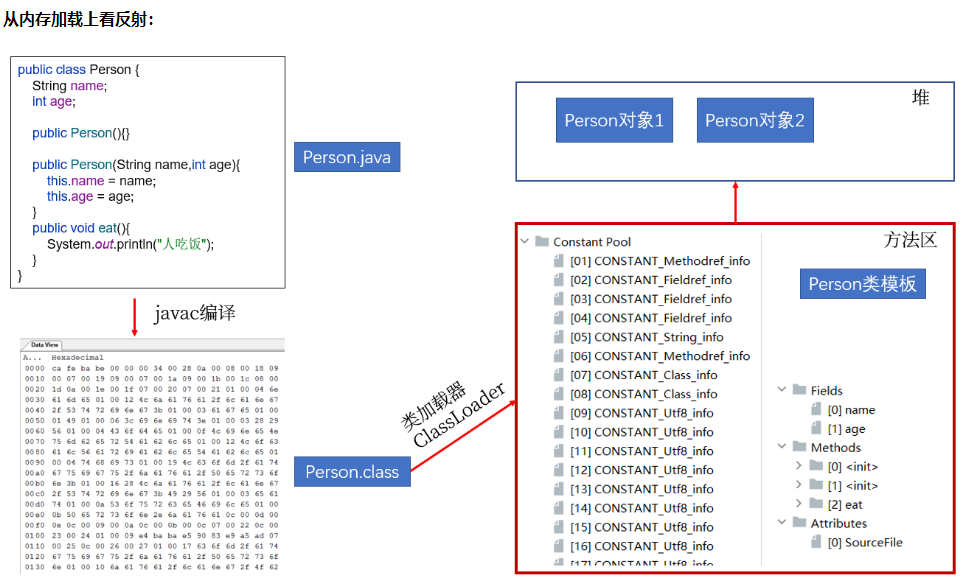 从内存加载上看反射：
public class Person {
String name;
int age;
public Person(){}
public Person(String name,int age){
this.name = name;
this.age = age;
}
public void eat(){
System.out.println("人吃饭");
}
}
Person.java
javac编译
Data View
A... Hexadecimal
0000 ca fe ba be 00 00 00 34 00 28 0a 00 08 00 18 09
0010 00 07 00 19 09 00 07 00 1a 09 00 1b 00 1c 08 00
0020 1d 0a 00 1e 00 1f 07 00 20 07 00 21 01 00 04 6e
0030 61 6d 65 01 00 12 4c 6a 61 76 61 2f 6c 61 6e 67
0040 2f 53 74 72 69 6e 67 3b 01 00 03 61 67 65 01 00
0050 01 49 01 00 06 3c 69 6e 69 74 3e 01 00 03 28 29
0060 56 01 00 04 43 6f 64 65 01 00 0f 4c 69 6e 65 4e
0070 75 6d 62 65 72 54 61 62 6c 65 01 00 12 4c 6f 63
0080 61 6c 56 61 72 69 61 62 6c 65 54 61 62 6c 65 01
0090 00 04 74 68 69 73 01 00 19 4c 63 6f 6d 2f 61 74
00a0 67 75 69 67 75 2f 6a 61 76 61 2f 50 65 72 73 6f
00b0 6e 3b 01 00 16 28 4c 6a 61 76 61 2f 6c 61 6e 67
00c0 2f 53 74 72 69 6e 67 3b 49 29 56 01 00 03 65 61
00d0 74 01 00 0a 53 6f 75 72 63 65 46 69 6c 65 01 00
00e0 0b 50 65 72 73 6f 6e 2e 6a 61 76 61 0c 00 0d 00
00f0 0e 0c 00 09 00 0a 0c 00 0b 00 0c 07 00 22 0c 00
0100 23 00 24 01 00 09 e4 ba ba e5 90 83 e9 a5 ad 07
0110 00 25 0c 00 26 00 27 01 00 17 63 6f 6d 2f 61 74
0120 67 75 69 67 75 2f 6a 61 76 61 2f 50 65 72 73 6f
0130 6e 01 00 10 6a 61 76 61 2f 6c 61 6e 67 2f 4f 62
Person.class
类加载器
ClassLoader
堆
Person对象1
Person对象2
方法区
Constant Pool
[01] CONSTANT_Methodref_info
[02] CONSTANT_Fieldref_info
[03] CONSTANT_Fieldref_info
[04] CONSTANT_Fieldref_info
[05] CONSTANT_String_info
[06] CONSTANT_Methodref_info
[07] CONSTANT_Class_info
[08] CONSTANT_Class_info
[09] CONSTANT_Utf8_info
[10] CONSTANT_Utf8_info
[11] CONSTANT_Utf8_info
[12] CONSTANT_Utf8_info
[13] CONSTANT_Utf8_info
[14] CONSTANT_Utf8_info
[15] CONSTANT_Utf8_info
[16] CONSTANT_Utf8_info
[17] CONSTANT_Utf8_info
Person类模板
Fields
[0] name
[1] age
Methods
[0] <init>
[1] <init>
[2] eat
Attributes
[0] SourceFile